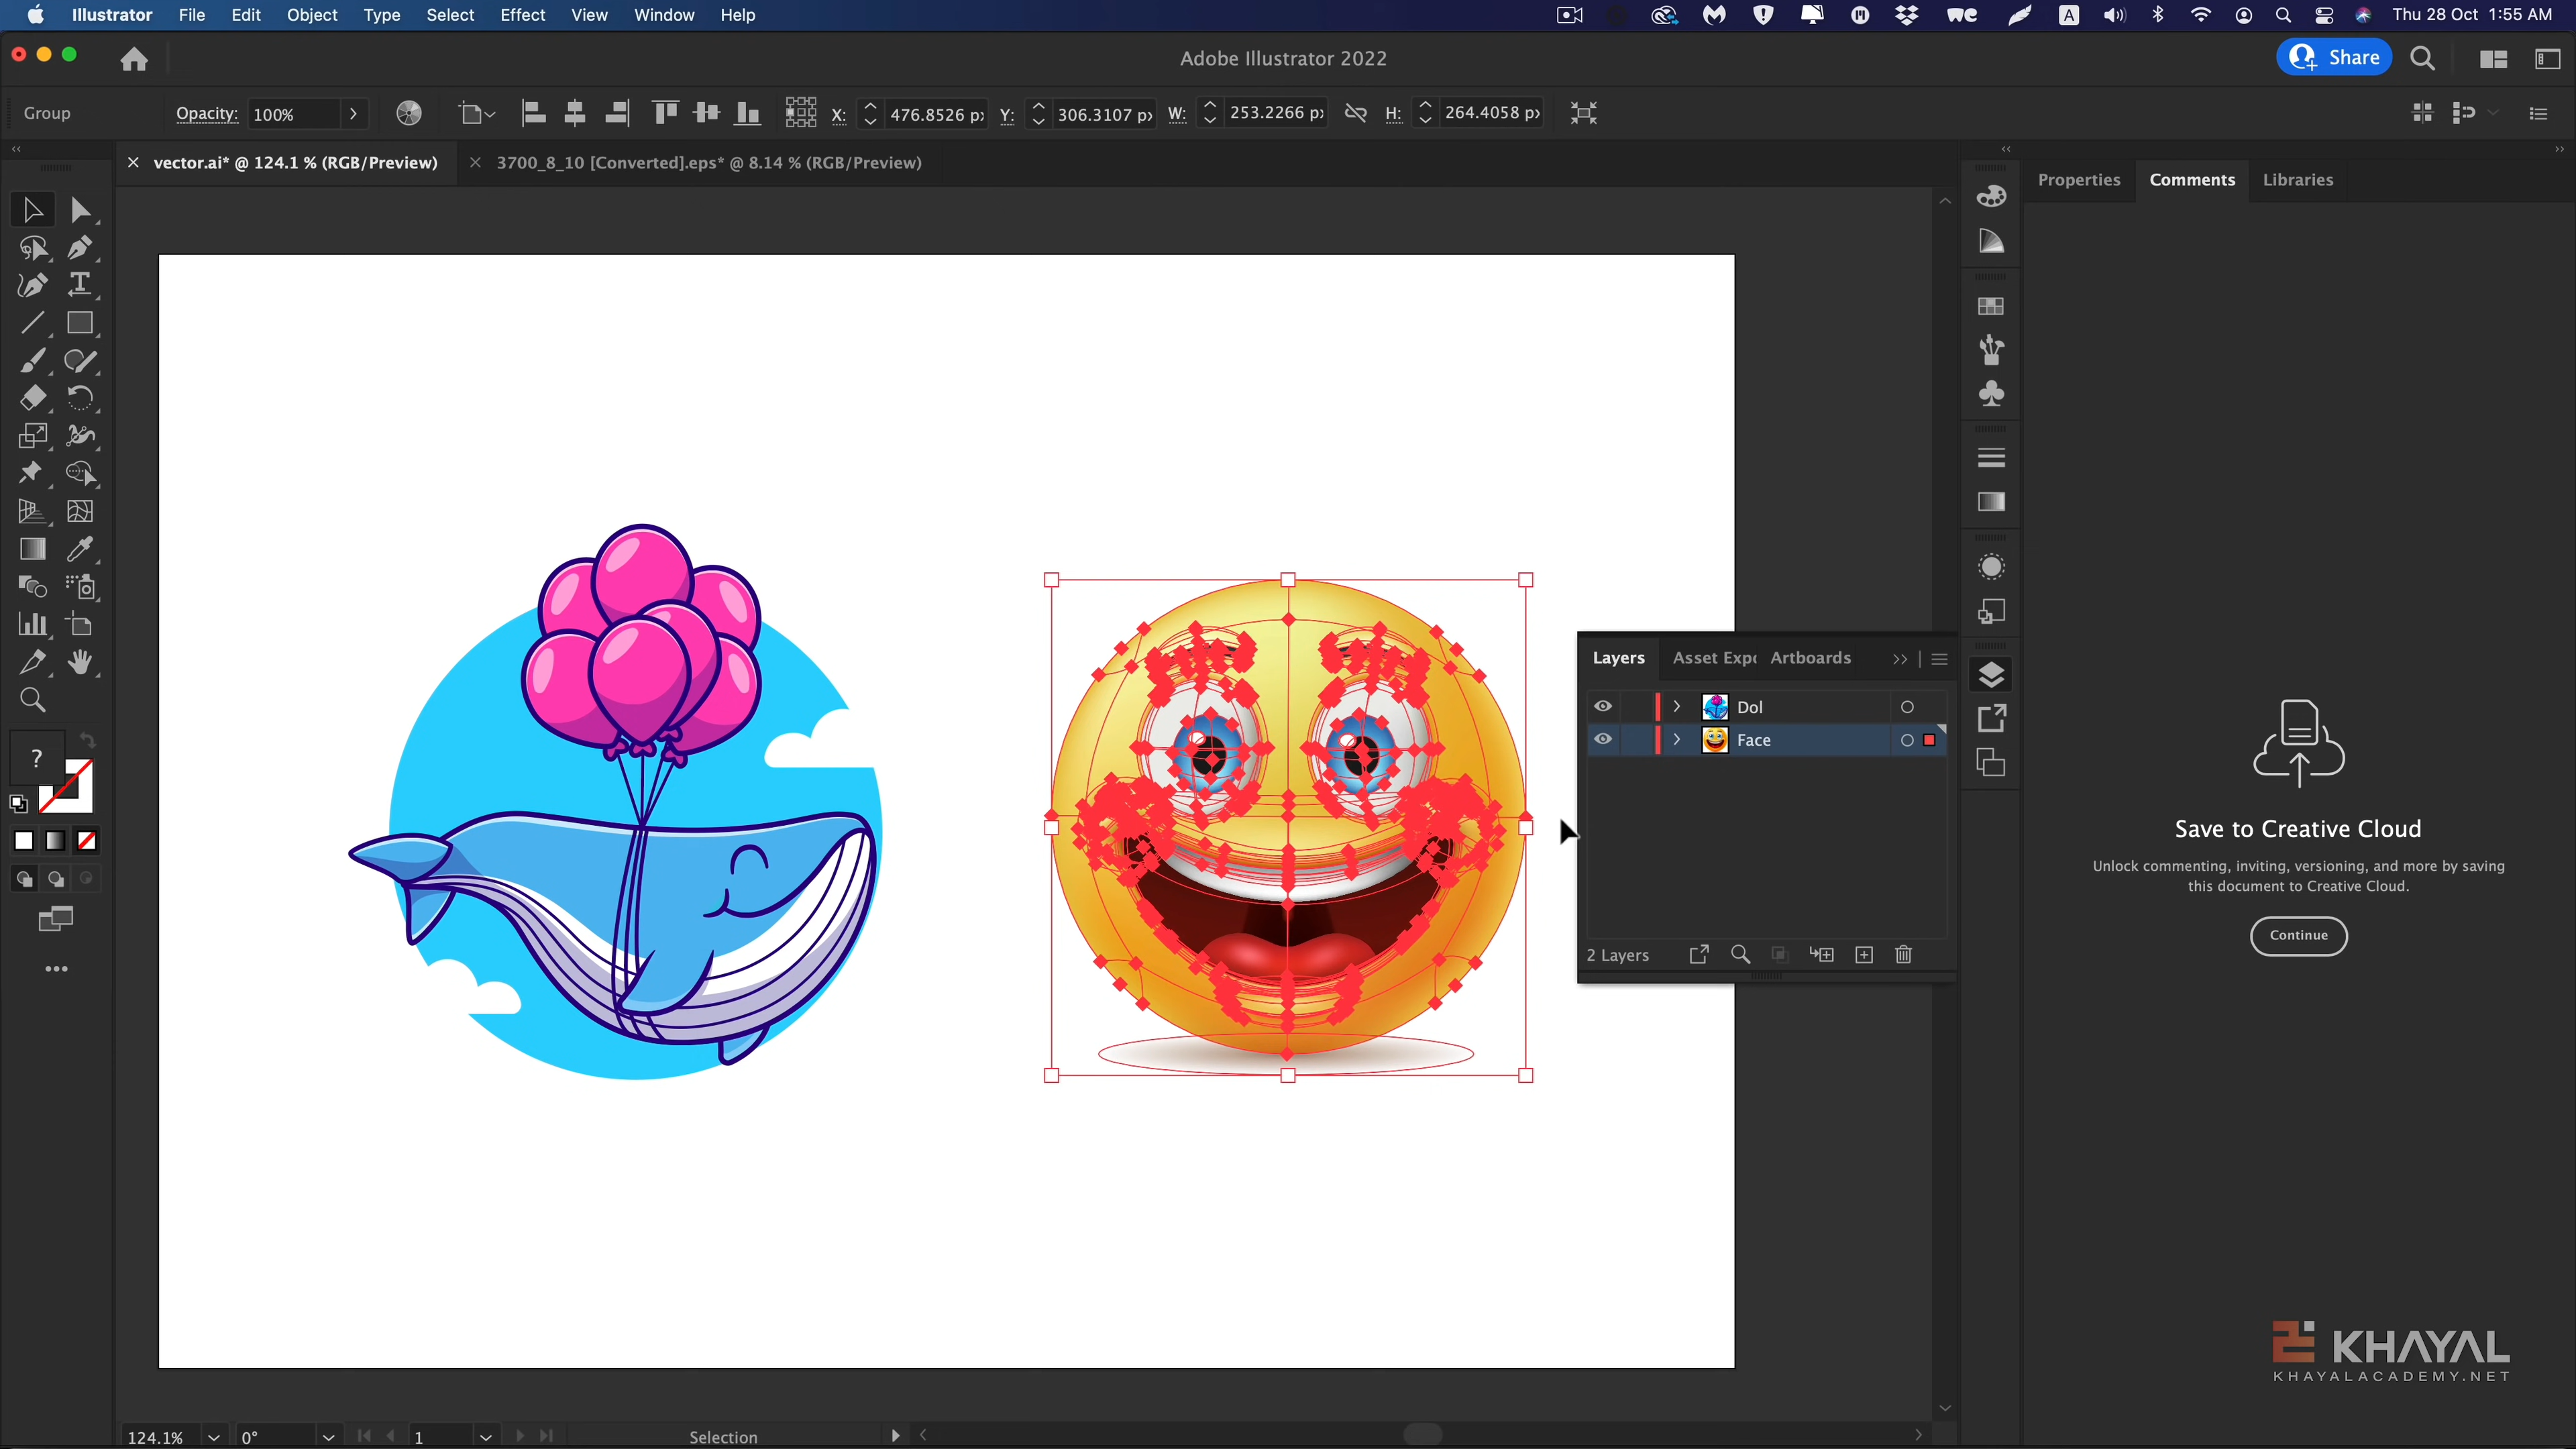 Illustrator File Edit Object Type Select Effect View Window Help
A
Thu 28 Oct 1:55 AM
Adobe Illustrator 2022
Share
Group
Opacity: 100%
X: 476.8526 px
Y: 306.3107 px
W: 253.2266 px
H: 264.4058 px
vector.ai* @ 124.1 % (RGB/Preview)
3700_8_10 [Converted].eps* @ 8.14 % (RGB/Preview)
Properties
Comments
Libraries
?
Layers
Asset Expo
Artboards
Dol
Face
2 Layers
Save to Creative Cloud
Unlock commenting, inviting, versioning, and more by saving
this document to Creative Cloud.
Continue
KHAYAL
KHAYALACADEMY.NET
124.1%
0°
1
Selection